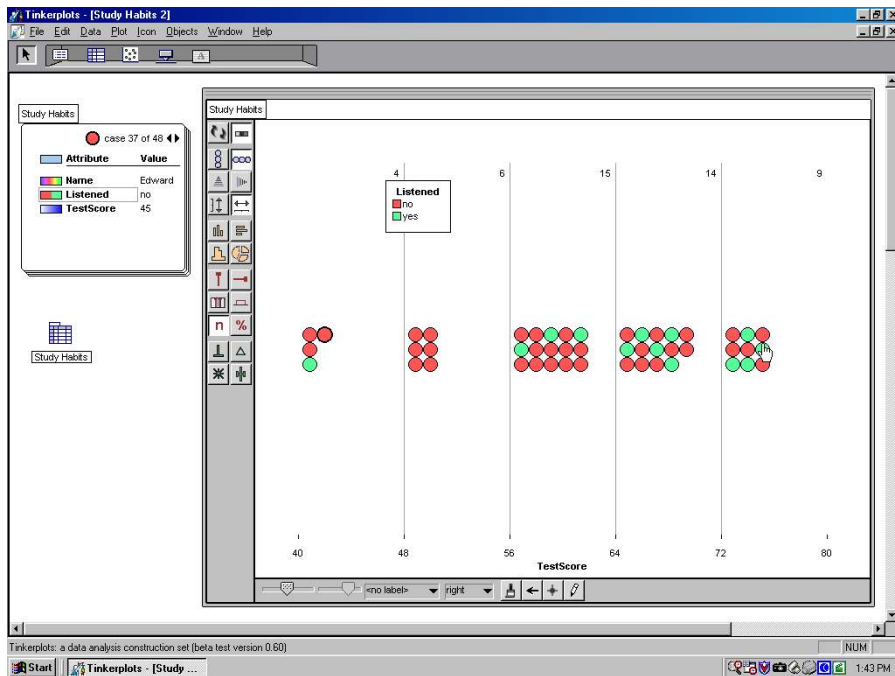 Tinkerplots - [Study Habits 2]
File Edit Data Plot Icon Objects Window Help
A
Study Habits
case 37 of 48
Attribute Value
Name Edward
Listened no
TestScore 45
Study Habits
Study Habits
n %
4 6 15 14 9
Listened
no
yes
40 48 56 64 72 80
TestScore
<no label> right
Tinkerplots: a data analysis construction set (beta test version 0.60)
NUM
Start Tinkerplots - [Study ... 1:43 PM